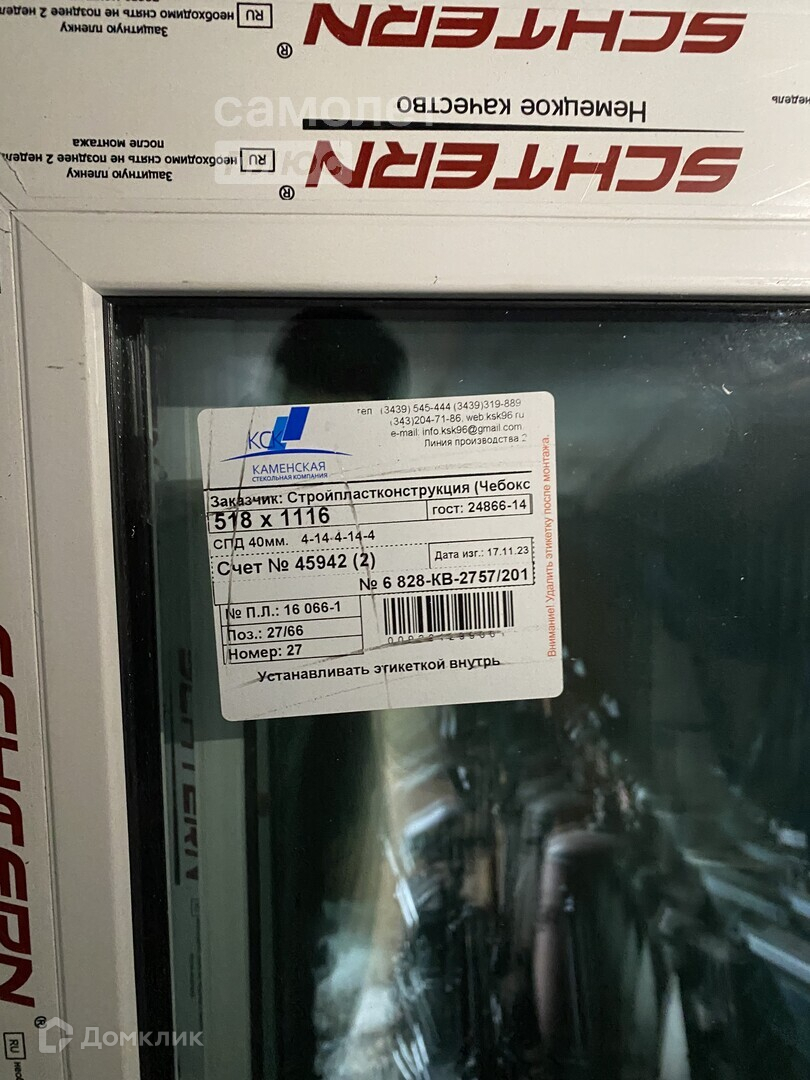 SCHTERN
®
RU
Защитную пленку
необходимо снять не позднее 2 недель
самолет
плюс
Немецкое качество
SCHTERN
®
RU
Защитную пленку
необходимо снять не позднее 2 недель
после монтажа
КСК
КАМЕНСКАЯ
СТЕКОЛЬНАЯ КОМПАНИЯ
тел (3439) 545-444 (3439)319-889
(343)204-71-86, web.ksk96.ru
e-mail: info.ksk96@gmail.com
Линия производства 2
Заказчик: Стройпластконструкция (Чебокс
518 x 1116
гост: 24866-14
СПД 40мм. 4-14-4-14-4
Счет № 45942 (2)
Дата изг.: 17.11.23
№ 6 828-КВ-2757/201
№ П.Л.: 16 066-1
Поз.: 27/66
Номер: 27
Устанавливать этикеткой внутрь
Внимание! Удалить этикетку после монтажа.
SCHTERN
SCHTERN
®
RU
Домклик